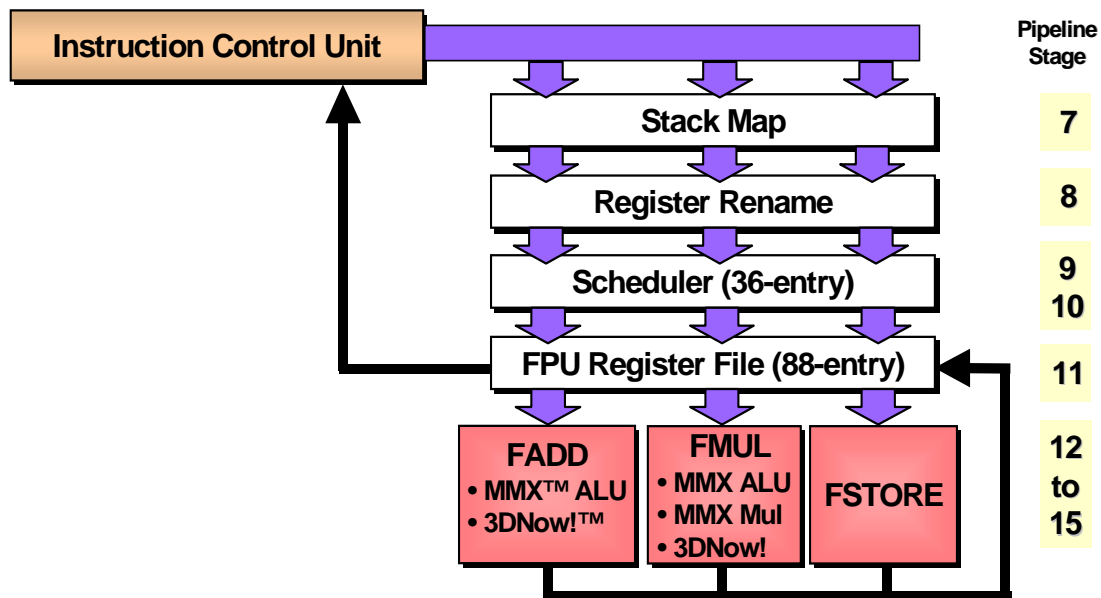 Instruction Control Unit
Pipeline
Stage
Stack Map
7
Register Rename
8
Scheduler (36-entry)
9
10
FPU Register File (88-entry)
11
FADD
• MMX™ ALU
• 3DNow!™
FMUL
• MMX ALU
• MMX Mul
• 3DNow!
FSTORE
12
to
15